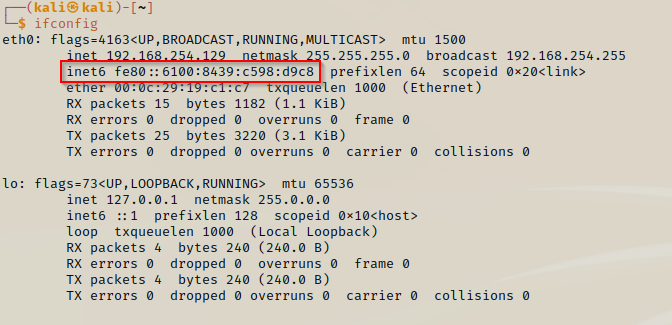 ┌──(kali㉿kali)-[~]
└─$ ifconfig
eth0: flags=4163<UP,BROADCAST,RUNNING,MULTICAST>  mtu 1500
        inet 192.168.254.129  netmask 255.255.255.0  broadcast 192.168.254.255
        inet6 fe80::6100:8439:c598:d9c8  prefixlen 64  scopeid 0×20<link>
        ether 00:0c:29:19:c1:c7  txqueuelen 1000  (Ethernet)
        RX packets 15  bytes 1182 (1.1 KiB)
        RX errors 0  dropped 0  overruns 0  frame 0
        TX packets 25  bytes 3220 (3.1 KiB)
        TX errors 0  dropped 0 overruns 0  carrier 0  collisions 0

lo: flags=73<UP,LOOPBACK,RUNNING>  mtu 65536
        inet 127.0.0.1  netmask 255.0.0.0
        inet6 ::1  prefixlen 128  scopeid 0×10<host>
        loop  txqueuelen 1000  (Local Loopback)
        RX packets 4  bytes 240 (240.0 B)
        RX errors 0  dropped 0  overruns 0  frame 0
        TX packets 4  bytes 240 (240.0 B)
        TX errors 0  dropped 0 overruns 0  carrier 0  collisions 0